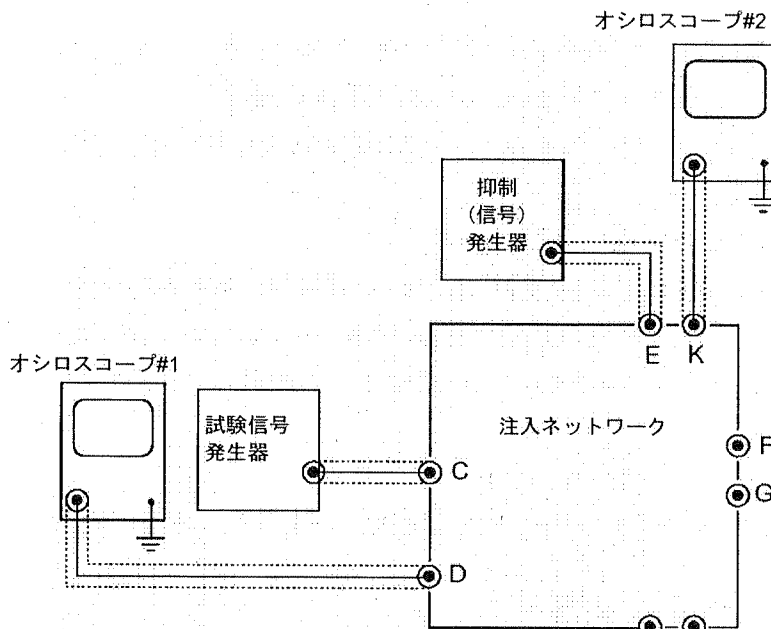 オシロスコープ#2
抑制
(信号)
発生器
E K
オシロスコープ#1
試験信号
発生器
注入ネットワーク
F
C
G
D